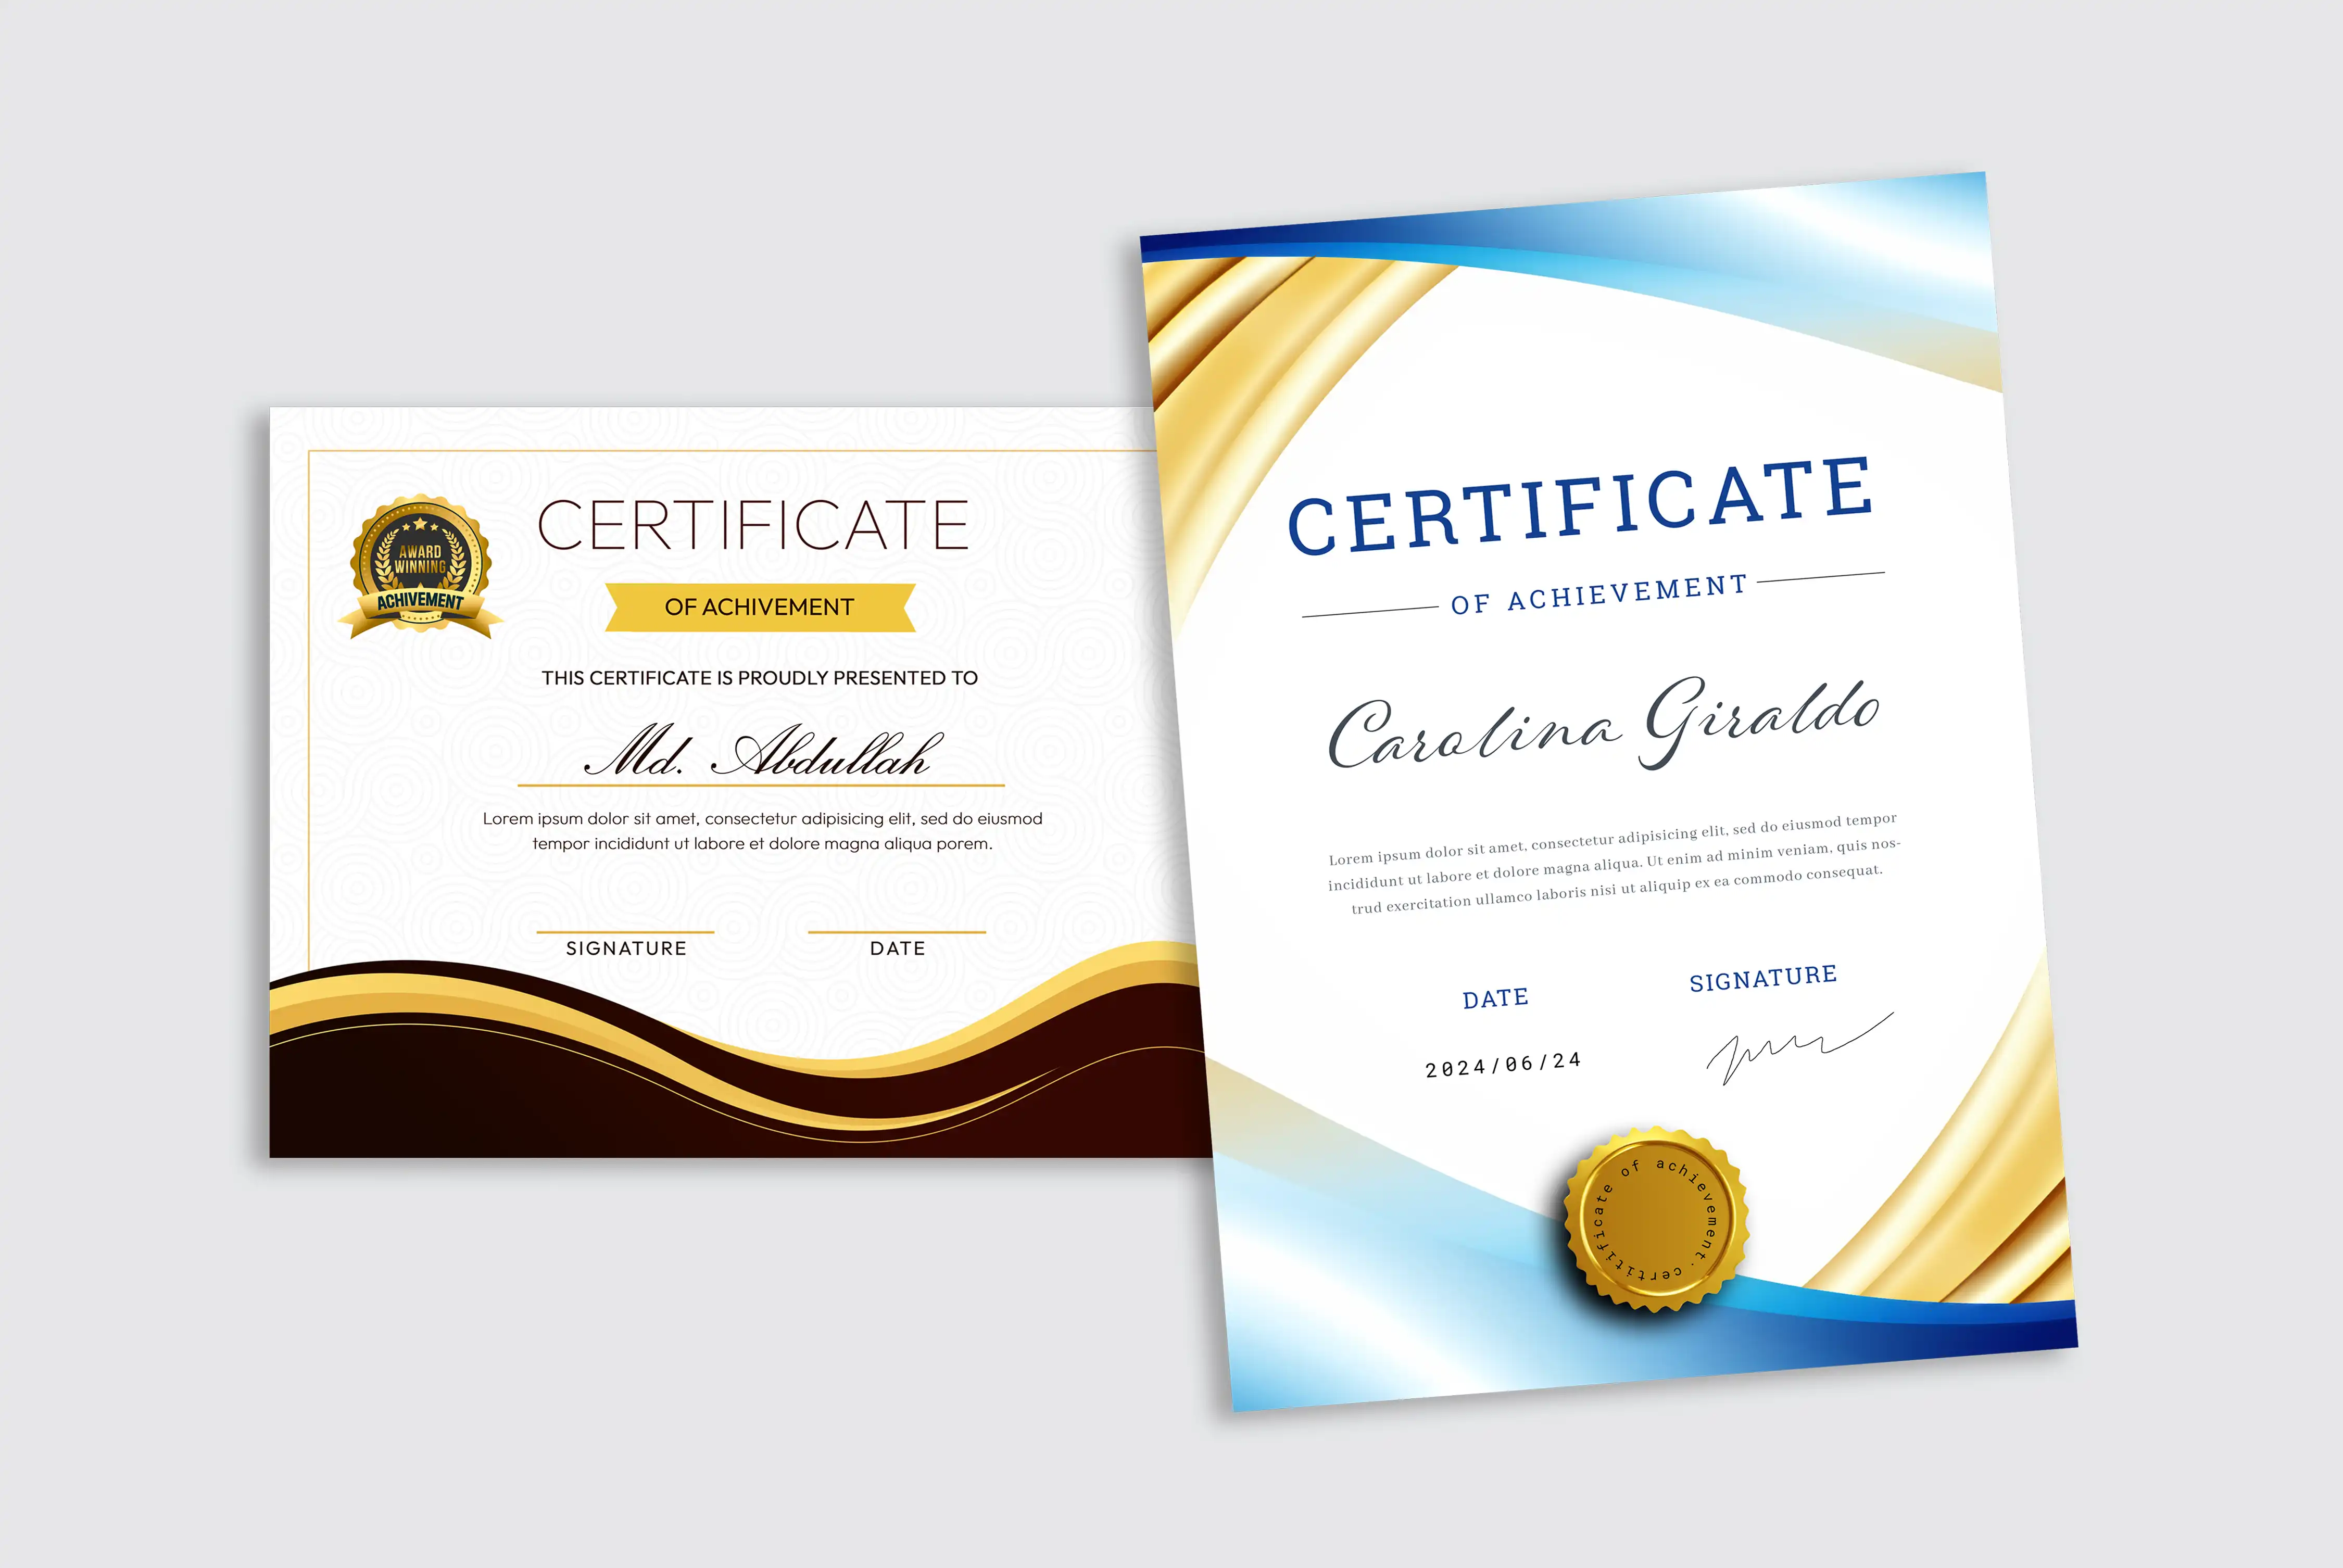 AWARD
WINNING
ACHIVEMENT
CERTIFICATE
OF ACHIVEMENT
THIS CERTIFICATE IS PROUDLY PRESENTED TO
Md. Abdullah
Lorem ipsum dolor sit amet, consectetur adipisicing elit, sed do eiusmod
tempor incididunt ut labore et dolore magna aliqua porem.
SIGNATURE
DATE
CERTIFICATE
OF ACHIEVEMENT
Carolina Giraldo
Lorem ipsum dolor sit amet, consectetur adipisicing elit, sed do eiusmod tempor
incididunt ut labore et dolore magna aliqua. Ut enim ad minim veniam, quis nos-
trud exercitation ullamco laboris nisi ut aliquip ex ea commodo consequat.
DATE
SIGNATURE
2024/06/24
certificate of achievement.